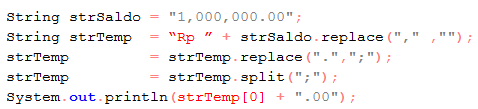 String strSaldo = "1,000,000.00";
String strTemp = “Rp ” + strSaldo.replace("," ,"");
strTemp = strTemp.replace(".",";");
strTemp = strTemp.split(";");
System.out.println(strTemp[0] + ".00");